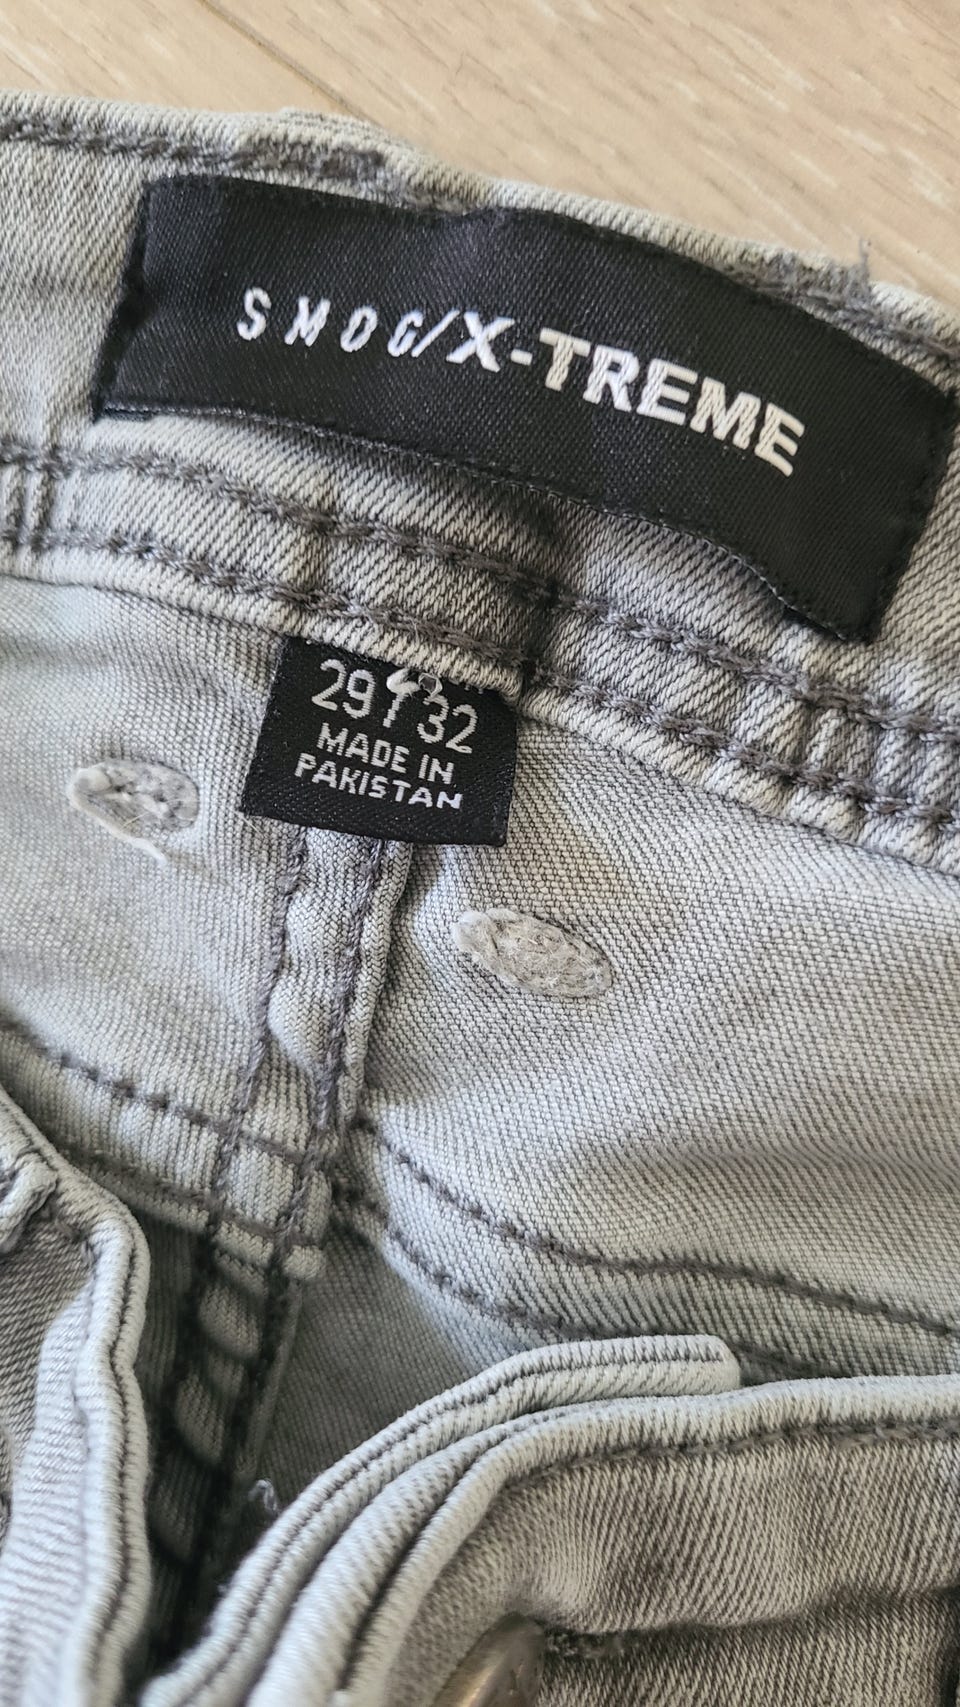 SMOG/X-TREME
29/32
MADE IN
PAKISTAN